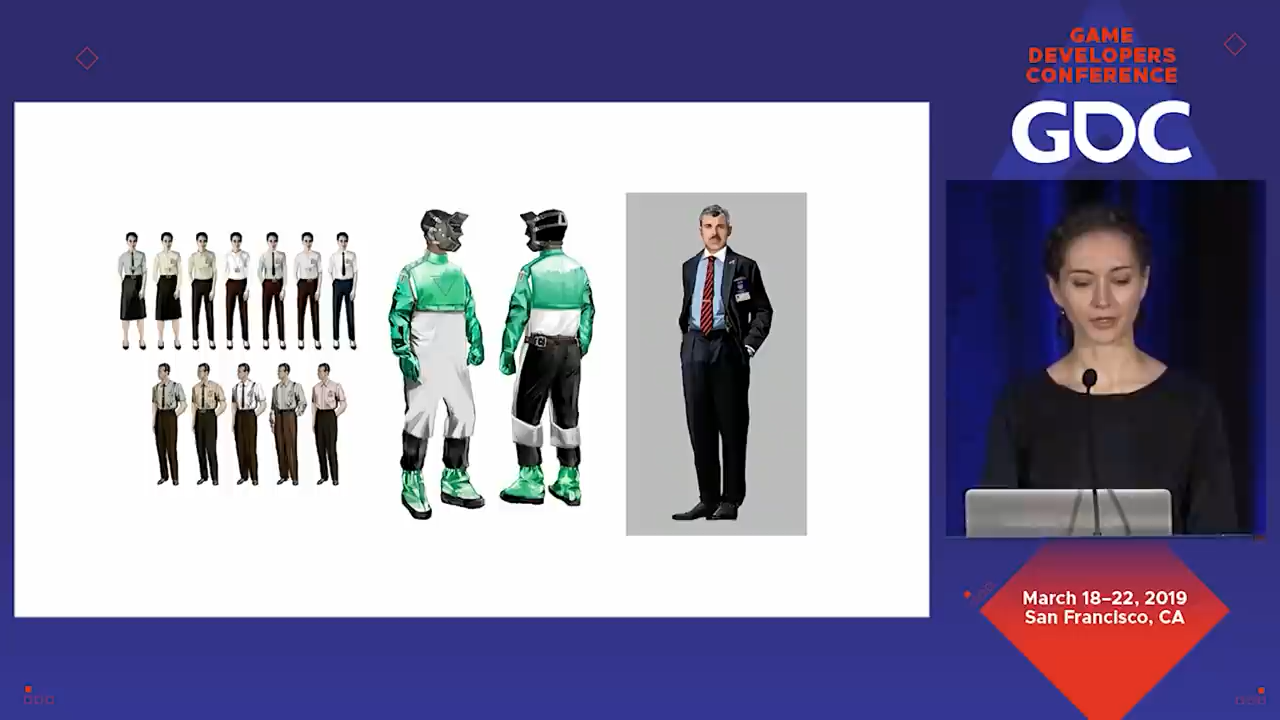 GAME
DEVELOPERS
CONFERENCE
GDC
March 18–22, 2019
San Francisco, CA